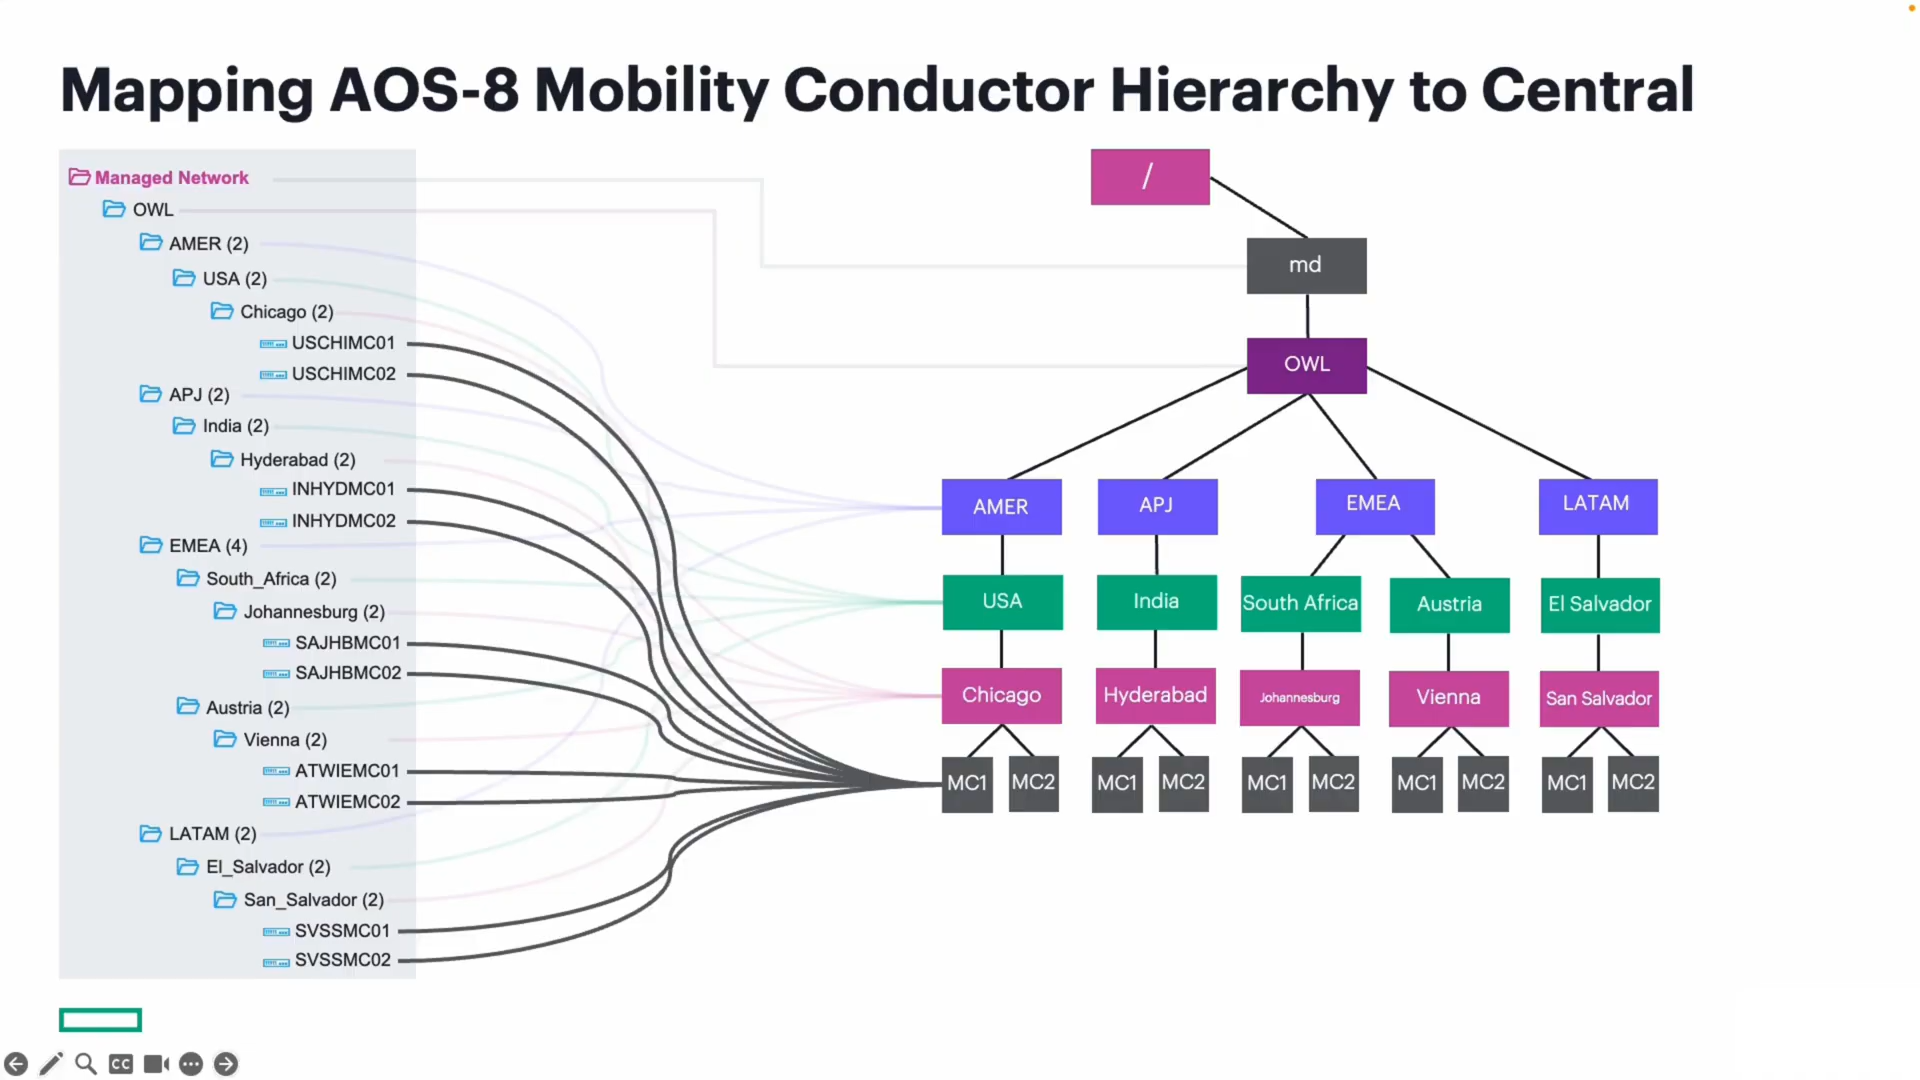 Mapping AOS-8 Mobility Conductor Hierarchy to Central
Managed Network
OWL
AMER (2)
USA (2)
Chicago (2)
USCHIMC01
USCHIMC02
APJ (2)
India (2)
Hyderabad (2)
INHYDMC01
INHYDMC02
EMEA (4)
South_Africa (2)
Johannesburg (2)
SAJHBMC01
SAJHBMC02
Austria (2)
Vienna (2)
ATWIEMC01
ATWIEMC02
LATAM (2)
El_Salvador (2)
San_Salvador (2)
SVSSMC01
SVSSMC02
/
md
OWL
AMER APJ EMEA LATAM
USA India South Africa Austria El Salvador
Chicago Hyderabad Johannesburg Vienna San Salvador
MC1 MC2 MC1 MC2 MC1 MC2 MC1 MC2 MC1 MC2
CC